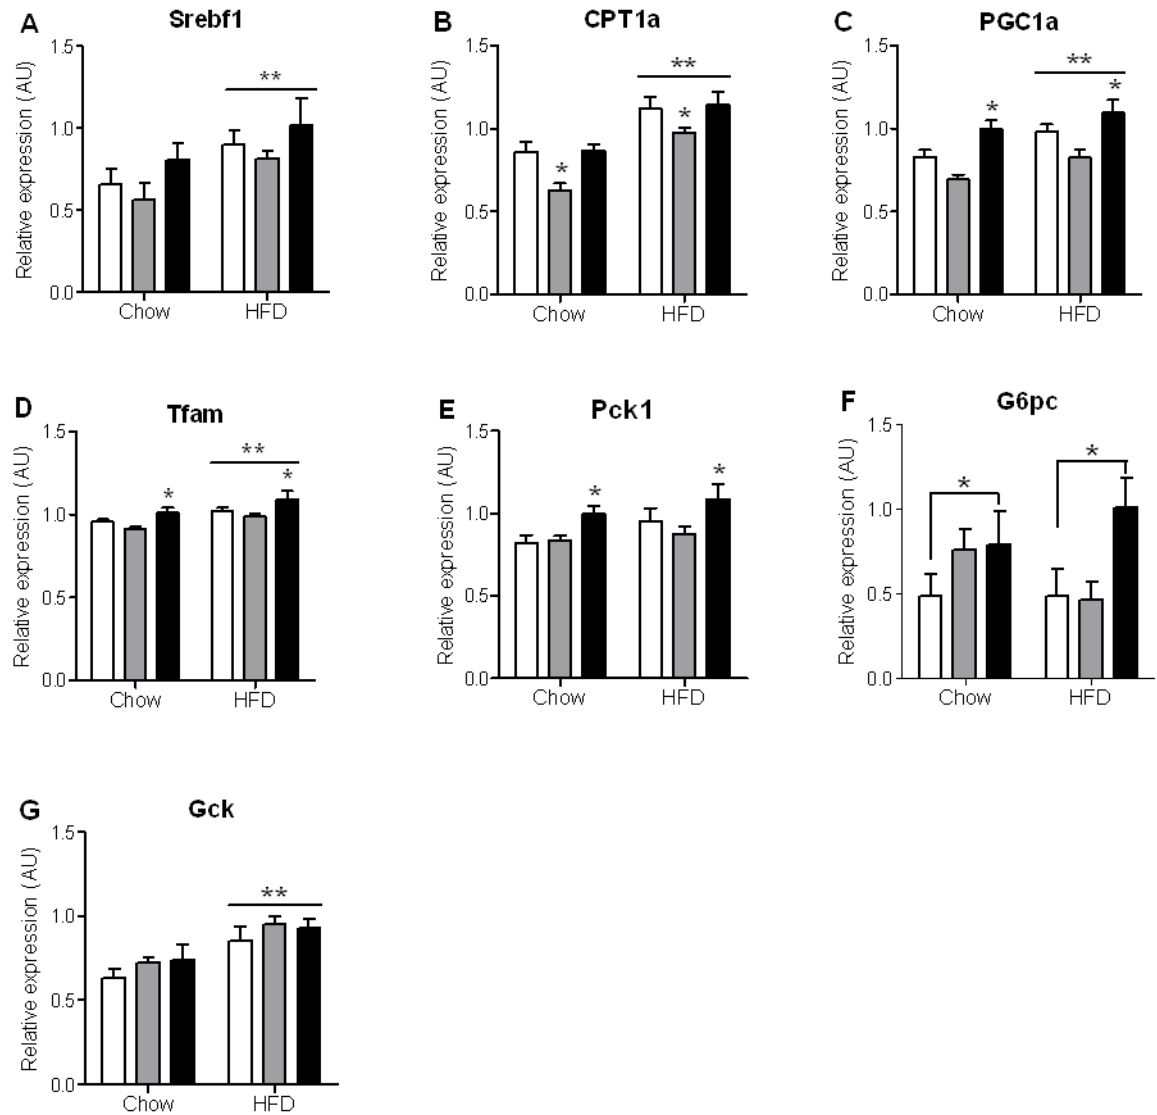 A Srebf1
Relative expression (AU)
1.5
1.0
0.5
0.0
**
Chow HFD
B CPT1a
Relative expression (AU)
1.5
1.0
0.5
0.0
*
**
*
Chow HFD
C PGC1a
Relative expression (AU)
1.5
1.0
0.5
0.0
*
**
*
Chow HFD
D Tfam
Relative expression (AU)
1.5
1.0
0.5
0.0
*
**
*
Chow HFD
E Pck1
Relative expression (AU)
1.5
1.0
0.5
0.0
*
*
Chow HFD
F G6pc
Relative expression (AU)
1.5
1.0
0.5
0.0
*
*
Chow HFD
G Gck
Relative expression (AU)
1.5
1.0
0.5
0.0
**
Chow HFD